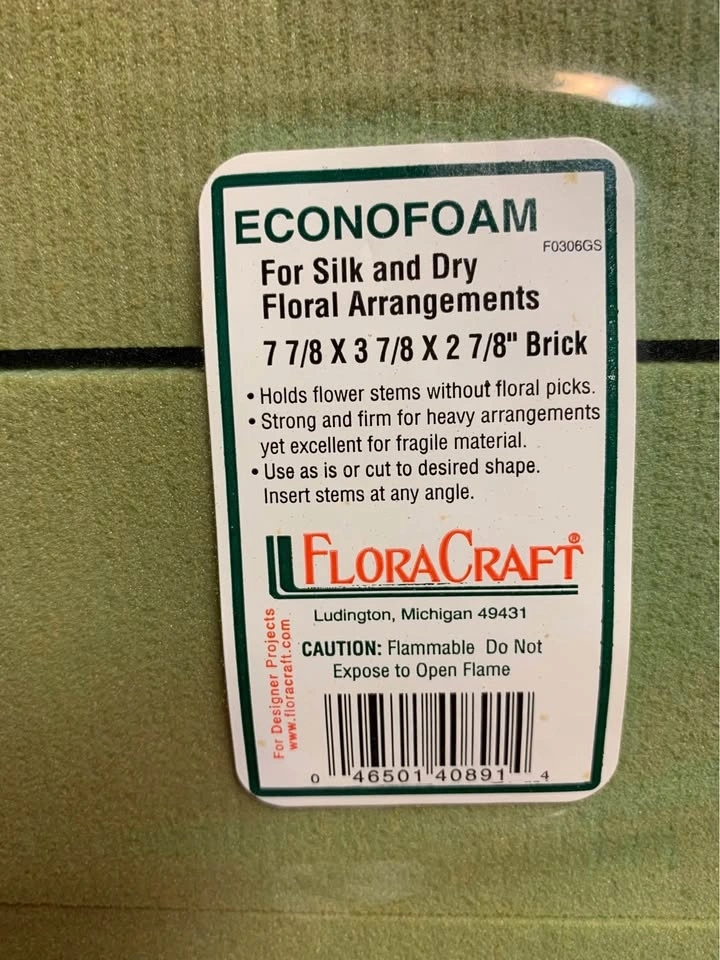 ECONOFOAM
F0306GS
For Silk and Dry
Floral Arrangements
7 7/8 X 3 7/8 X 2 7/8" Brick
• Holds flower stems without floral picks.
• Strong and firm for heavy arrangements
yet excellent for fragile material.
• Use as is or cut to desired shape.
Insert stems at any angle.
FLORACRAFT®
Ludington, Michigan 49431
CAUTION: Flammable Do Not
Expose to Open Flame
For Designer Projects
www.floracraft.com
0 46501 40891 4